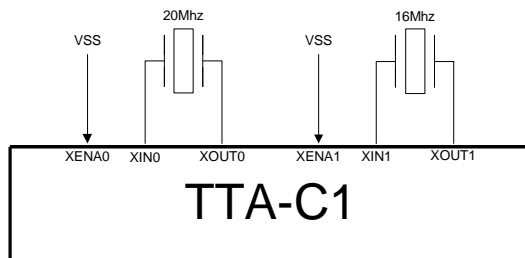 20Mhz 16Mhz
VSS VSS
XENA0 XIN0 XOUT0 XENA1 XIN1 XOUT1
TTA-C1